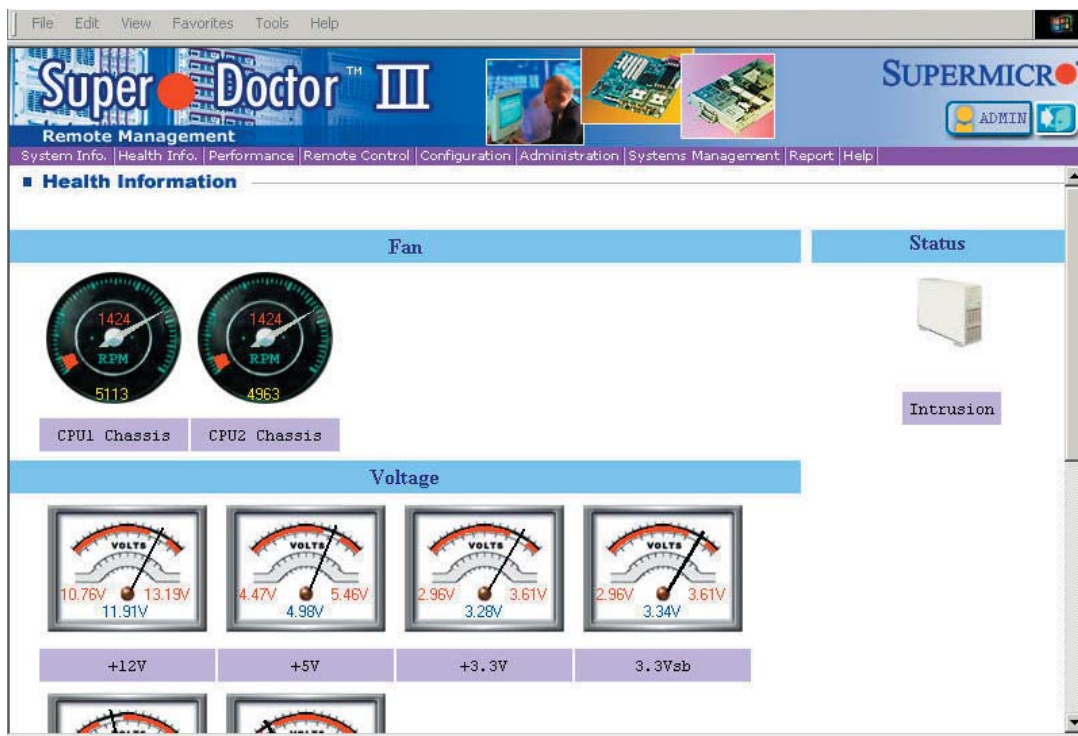 File Edit View Favorites Tools Help
Super Doctor™ III
SUPERMICRO
Remote Management
ADMIN
System Info. | Health Info. | Performance | Remote Control | Configuration | Administration | Systems Management | Report | Help
Health Information
Fan
Status
1424
RPM
5113
1424
RPM
4963
CPU1 Chassis
CPU2 Chassis
Intrusion
Voltage
VOLTS
10.76V 13.19V
11.91V
VOLTS
4.47V 5.46V
4.98V
VOLTS
2.96V 3.61V
3.28V
VOLTS
2.96V 3.61V
3.34V
+12V
+5V
+3.3V
3.3Vsb